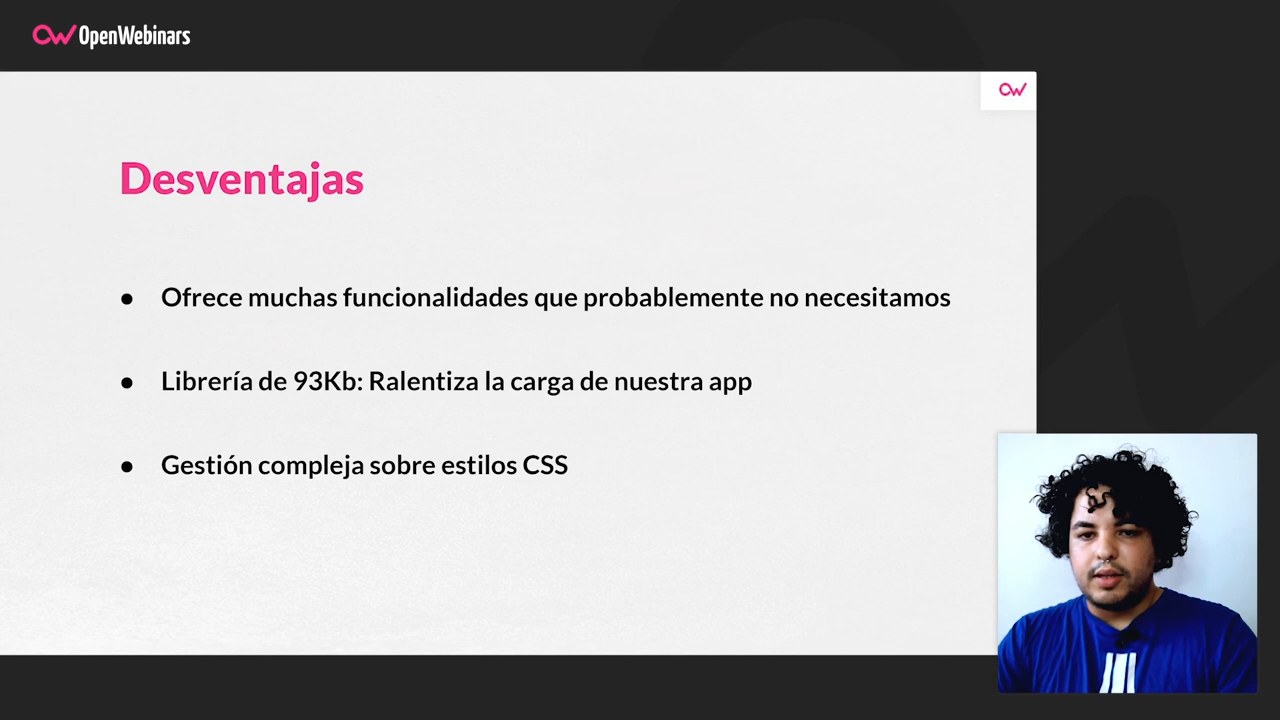 OpenWebinars
Desventajas
● Ofrece muchas funcionalidades que probablemente no necesitamos
● Librería de 93Kb: Ralentiza la carga de nuestra app
● Gestión compleja sobre estilos CSS